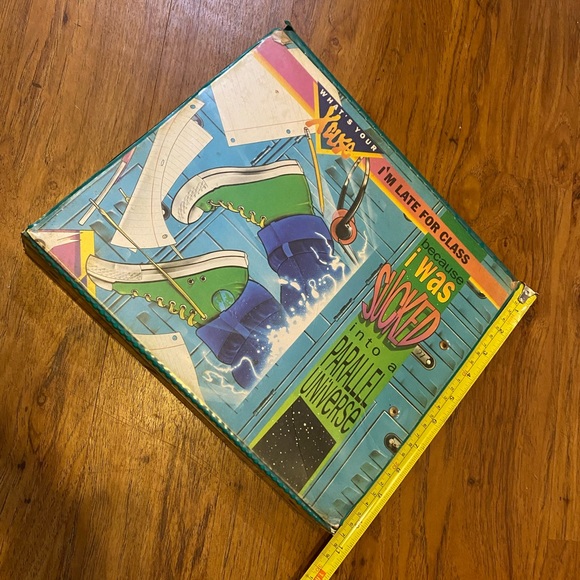 WHAT'S YOUR
Xcuse
I'M LATE FOR CLASS
because
i was
SUCKED
into a
PARALLEL
UNIVERSE